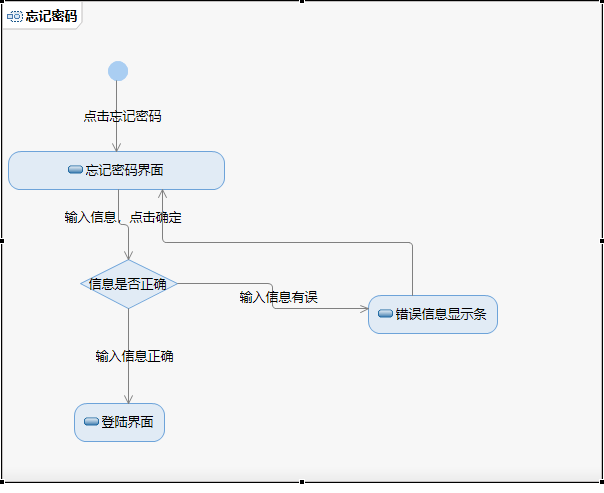 忘记密码
点击忘记密码
忘记密码界面
输入信息，点击确定
信息是否正确
输入信息有误
错误信息显示条
输入信息正确
登陆界面